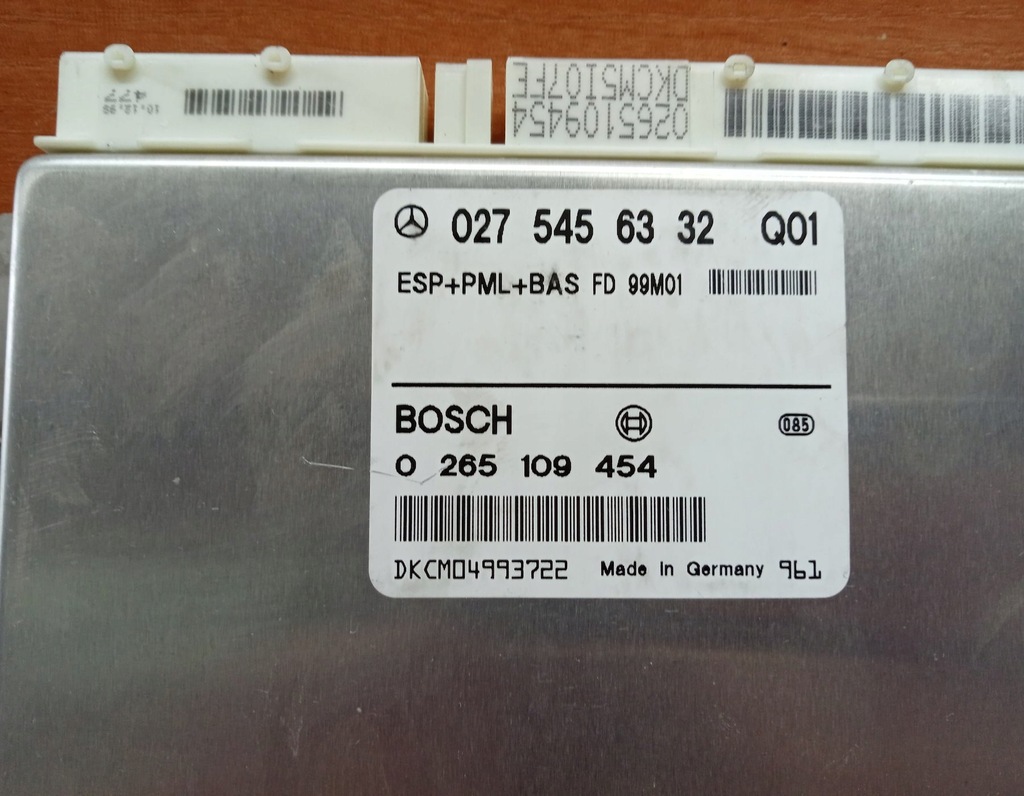 422
10.12.98
0265109454
DKCM5107FE
027 545 63 32 Q01
ESP+PML+BAS FD 99M01
BOSCH
085
0 265 109 454
DKCM04993722 Made in Germany 961